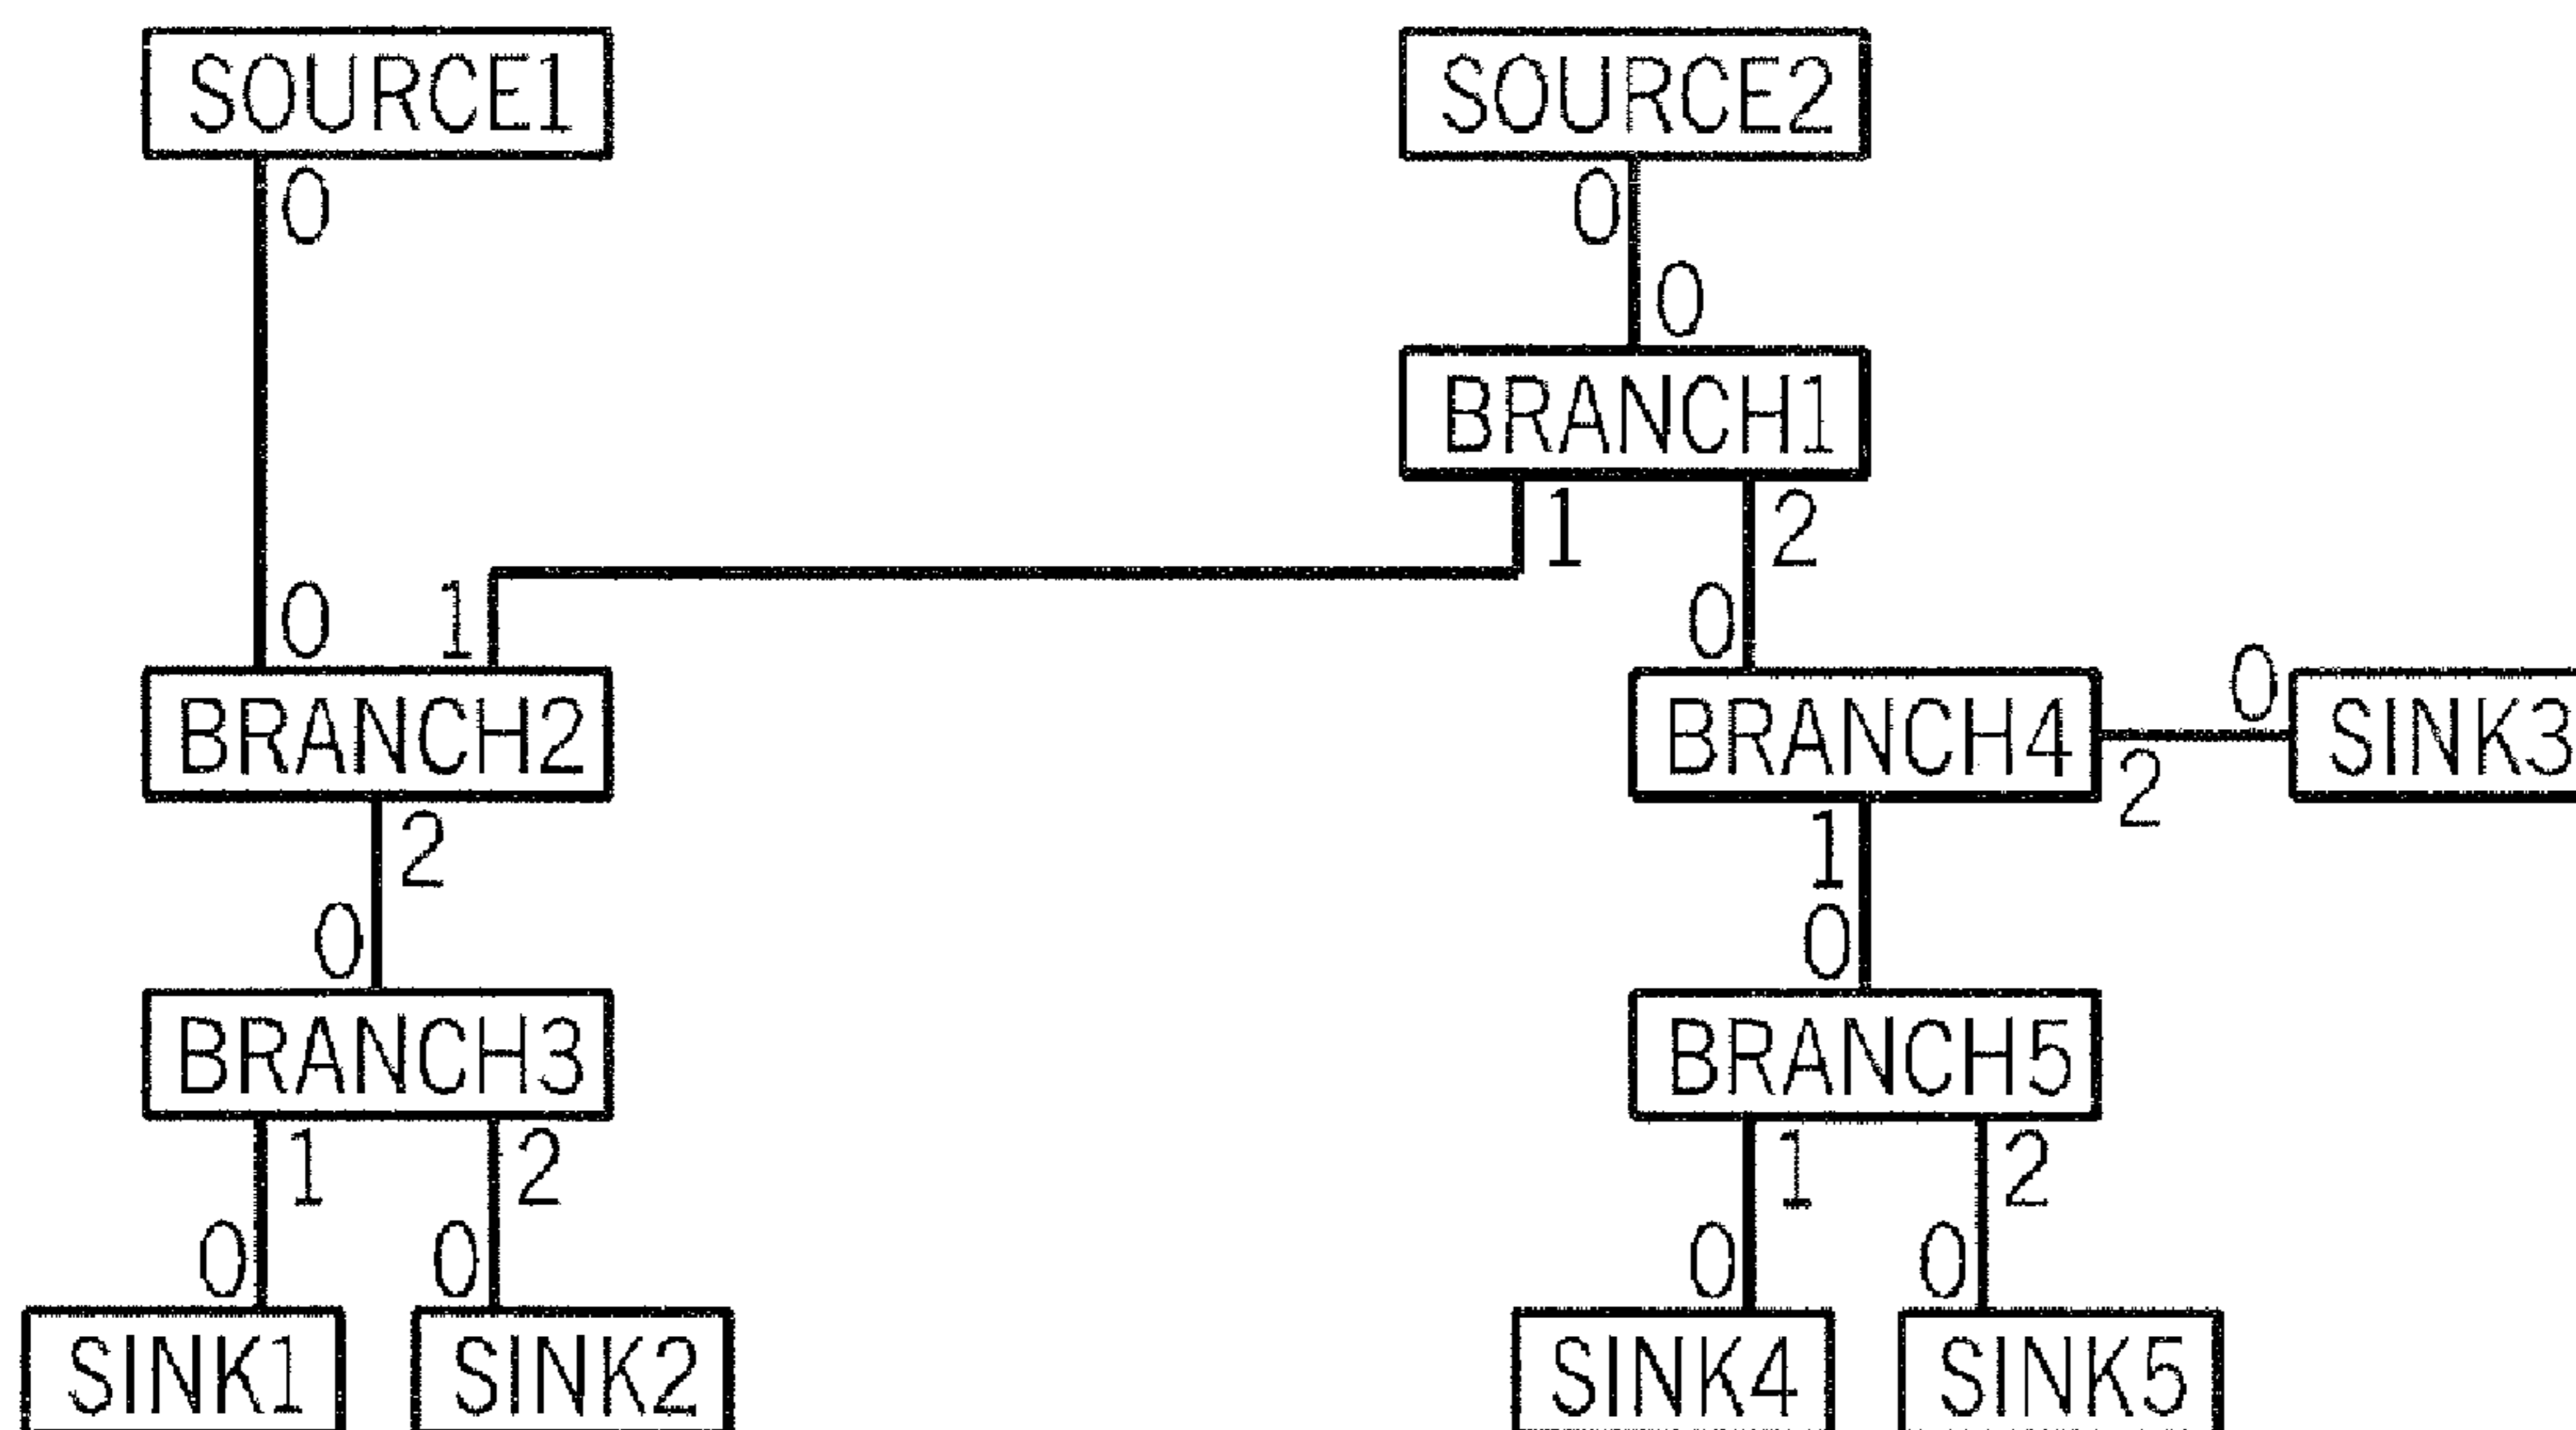 SOURCE1 SOURCE2
0 0
0
BRANCH1
1 2
0 1 0 0
BRANCH2 BRANCH4 SINK3
2 1 2
0 0
BRANCH3 BRANCH5
1 2 1 2
0 0 0 0
SINK1 SINK2 SINK4 SINK5